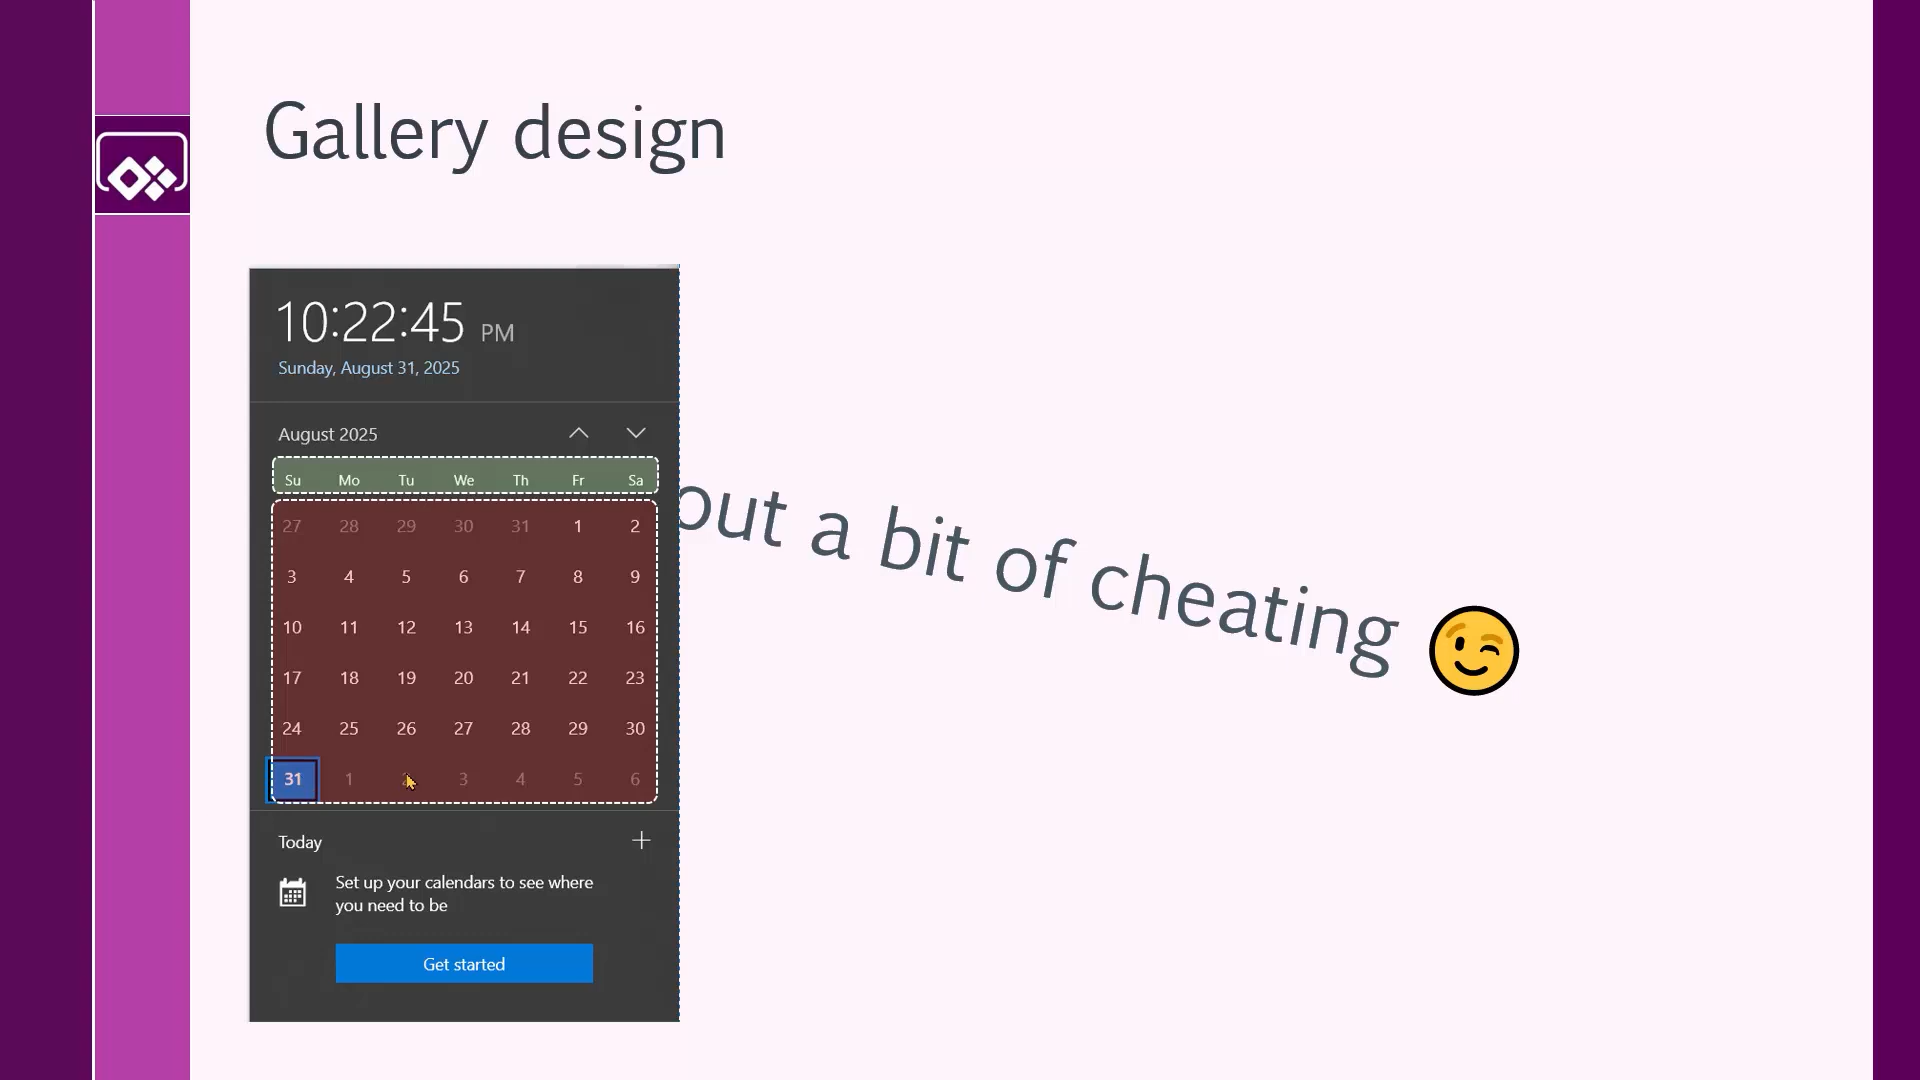 Gallery design
10:22:45 PM
Sunday, August 31, 2025
August 2025
Su Mo Tu We Th Fr Sa
27 28 29 30 31 1 2
3 4 5 6 7 8 9
10 11 12 13 14 15 16
17 18 19 20 21 22 23
24 25 26 27 28 29 30
31 1 2 3 4 5 6
out a bit of cheating 😉
Today
Set up your calendars to see where
you need to be
Get started